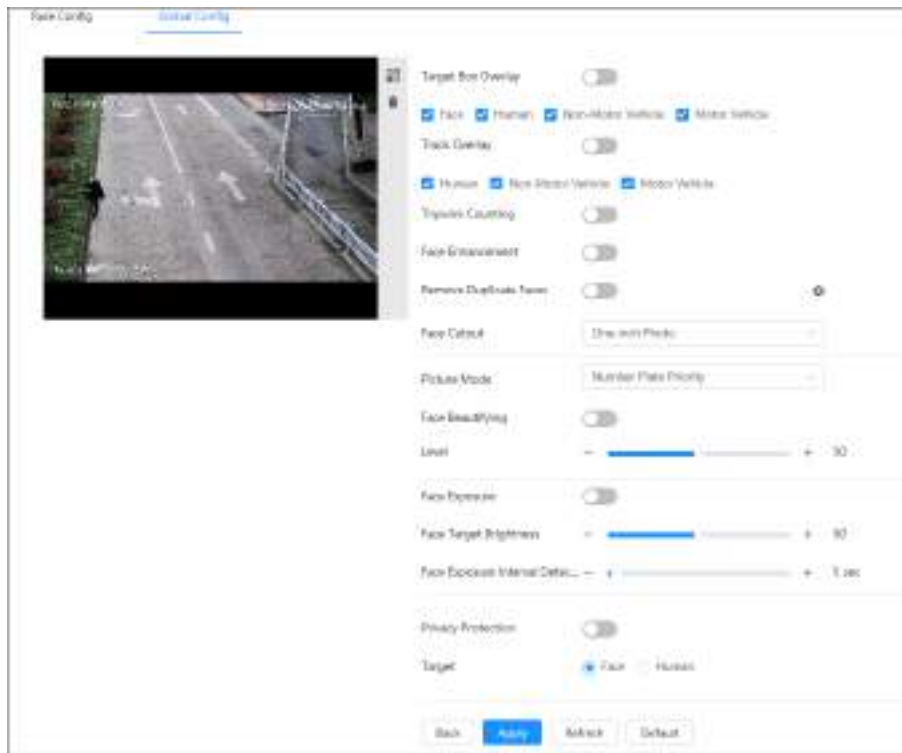 Global Config
Target Box Overlay
Face Human Non-Motor Vehicle Motor Vehicle
Track Overlay
Human Non-Motor Vehicle Motor Vehicle
Tripwire Counting
Face Enhancement
Remove Duplicate Faces
Face Cutout One-inch Photo
Picture Mode Number Plate Priority
Face Beautifying
Level - + 50
Face Exposure
Face Target Brightness - + 50
Face Exposure Interval Detec... - + 5 sec
Privacy Protection
Target Face Human
Back Apply Refresh Default